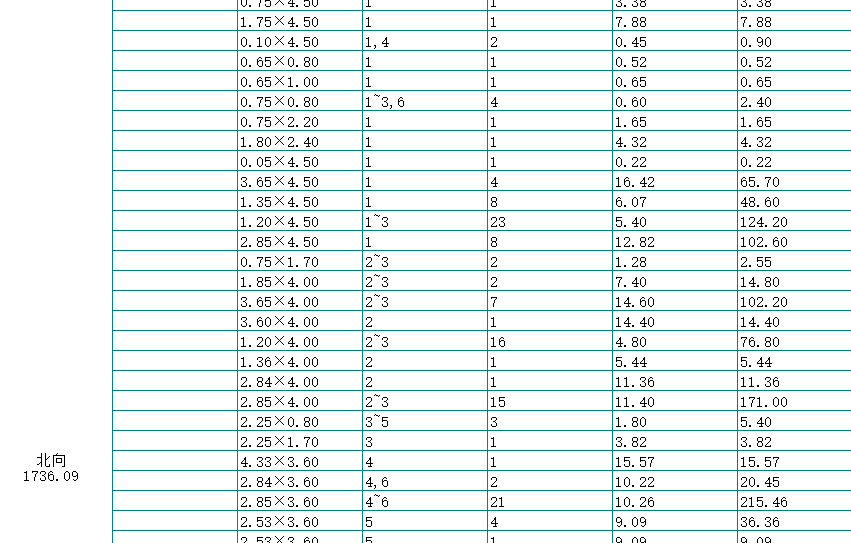 0.75×4.50 1 1 3.38 3.38
1.75×4.50 1 1 7.88 7.88
0.10×4.50 1,4 2 0.45 0.90
0.65×0.80 1 1 0.52 0.52
0.65×1.00 1 1 0.65 0.65
0.75×0.80 1~3,6 4 0.60 2.40
0.75×2.20 1 1 1.65 1.65
1.80×2.40 1 1 4.32 4.32
0.05×4.50 1 1 0.22 0.22
3.65×4.50 1 4 16.42 65.70
1.35×4.50 1 8 6.07 48.60
1.20×4.50 1~3 23 5.40 124.20
2.85×4.50 1 8 12.82 102.60
0.75×1.70 2~3 2 1.28 2.55
1.85×4.00 2~3 2 7.40 14.80
3.65×4.00 2~3 7 14.60 102.20
3.60×4.00 2 1 14.40 14.40
1.20×4.00 2~3 16 4.80 76.80
1.36×4.00 2 1 5.44 5.44
2.84×4.00 2 1 11.36 11.36
2.85×4.00 2~3 15 11.40 171.00
2.25×0.80 3~5 3 1.80 5.40
2.25×1.70 3 1 3.82 3.82
北向
4.33×3.60 4 1 15.57 15.57
1736.09
2.84×3.60 4,6 2 10.22 20.45
2.85×3.60 4~6 21 10.26 215.46
2.53×3.60 5 4 9.09 36.36
2.53×3.60 5 1 9.09 9.09